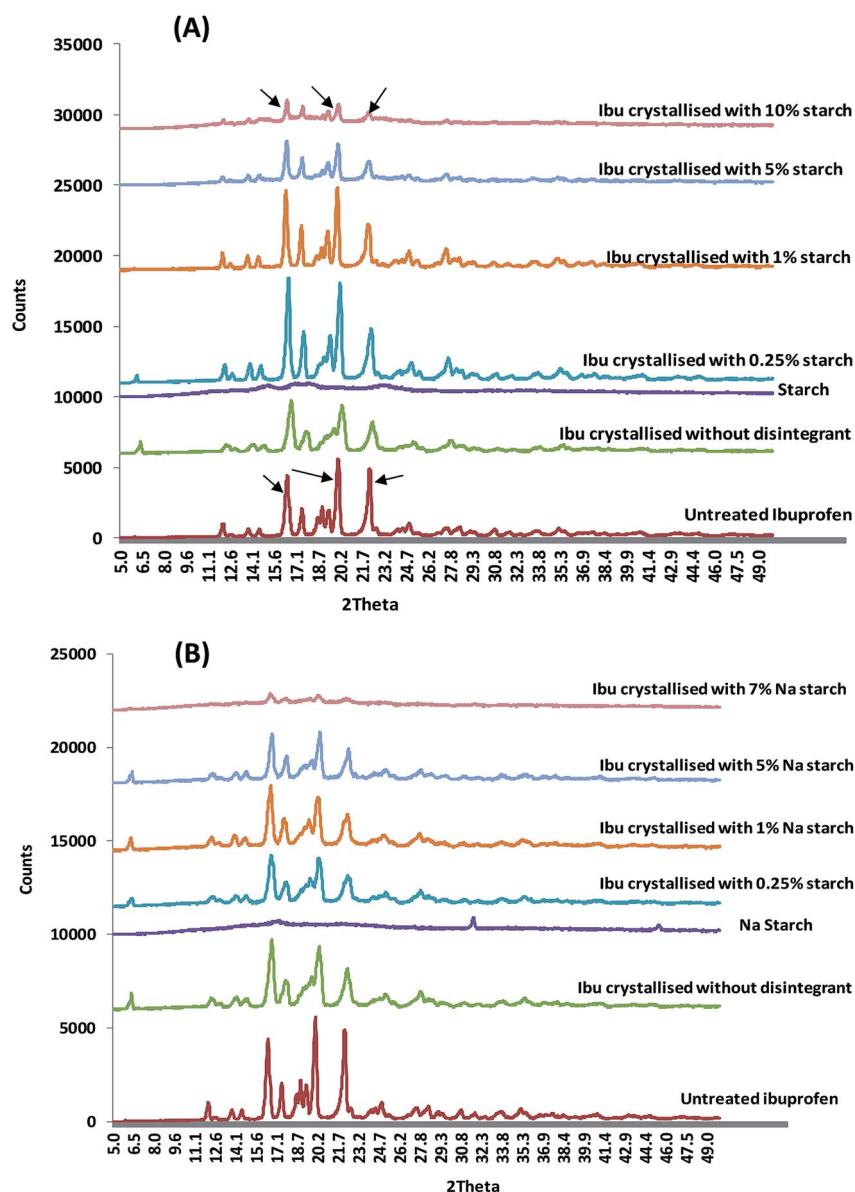 (A)
35000
30000
25000
20000
15000
10000
5000
0
Counts
Ibu crystallised with 10% starch
Ibu crystallised with 5% starch
Ibu crystallised with 1% starch
Ibu crystallised with 0.25% starch
Starch
Ibu crystallised without disintegrant
Untreated Ibuprofen
5.0 6.5 8.1 9.6 11.1 12.6 14.1 15.6 17.1 18.7 20.2 21.7 23.2 24.7 26.2 27.8 29.3 30.8 32.3 33.8 35.3 36.9 38.4 39.9 41.4 42.9 44.4 46.0 47.5 49.0
2Theta
(B)
25000
20000
15000
10000
5000
0
Counts
Ibu crystallised with 7% Na starch
Ibu crystallised with 5% Na starch
Ibu crystallised with 1% Na starch
Ibu crystallised with 0.25% starch
Na Starch
Ibu crystallised without disintegrant
Untreated ibuprofen
5.0 6.5 8.1 9.6 11.1 12.6 14.1 15.6 17.1 18.7 20.2 21.7 23.2 24.7 26.2 27.8 29.3 30.8 32.3 33.8 35.3 36.9 38.4 39.9 41.4 42.9 44.4 46.0 47.5 49.0
2Theta